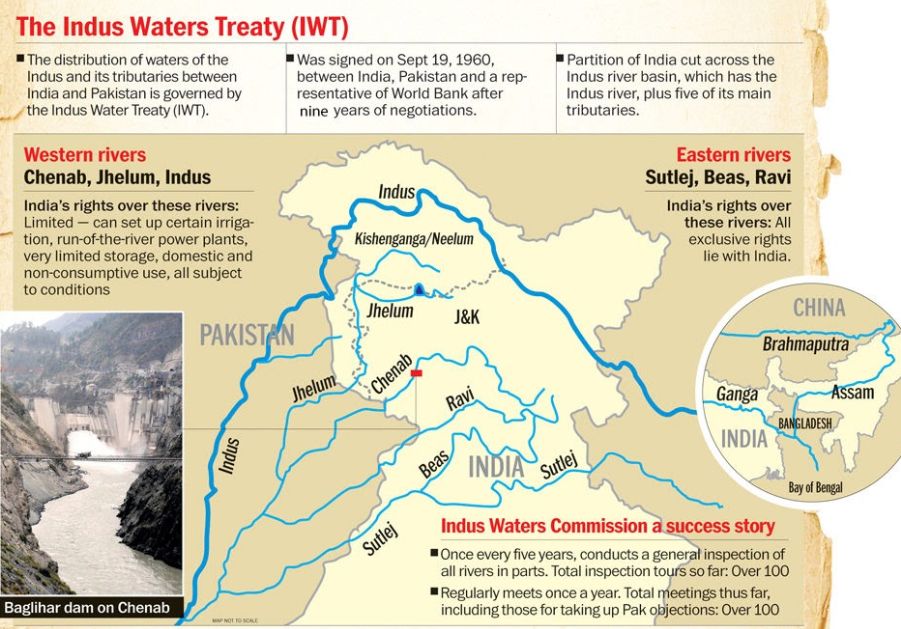 The Indus Waters Treaty (IWT)
■ The distribution of waters of the
Indus and its tributaries between
India and Pakistan is governed by
the Indus Water Treaty (IWT).
■ Was signed on Sept 19, 1960,
between India, Pakistan and a rep-
resentative of World Bank after
nine years of negotiations.
■ Partition of India cut across the
Indus river basin, which has the
Indus river, plus five of its main
tributaries.
Western rivers
Chenab, Jhelum, Indus
India's rights over these rivers:
Limited — can set up certain irriga-
tion, run-of-the-river power plants,
very limited storage, domestic and
non-consumptive use, all subject
to conditions
Eastern rivers
Sutlej, Beas, Ravi
India's rights over
these rivers: All
exclusive rights
lie with India.
Indus
Kishenganga/Neelum
Jhelum
J&K
PAKISTAN
Chenab
Jhelum
Ravi
Indus
Beas
INDIA
Sutlej
Sutlej
CHINA
Brahmaputra
Ganga
Assam
BANGLADESH
INDIA
Bay of Bengal
Indus Waters Commission a success story
■ Once every five years, conducts a general inspection of
all rivers in parts. Total inspection tours so far: Over 100
■ Regularly meets once a year. Total meetings thus far,
including those for taking up Pak objections: Over 100
Baglihar dam on Chenab
MAP NOT TO SCALE